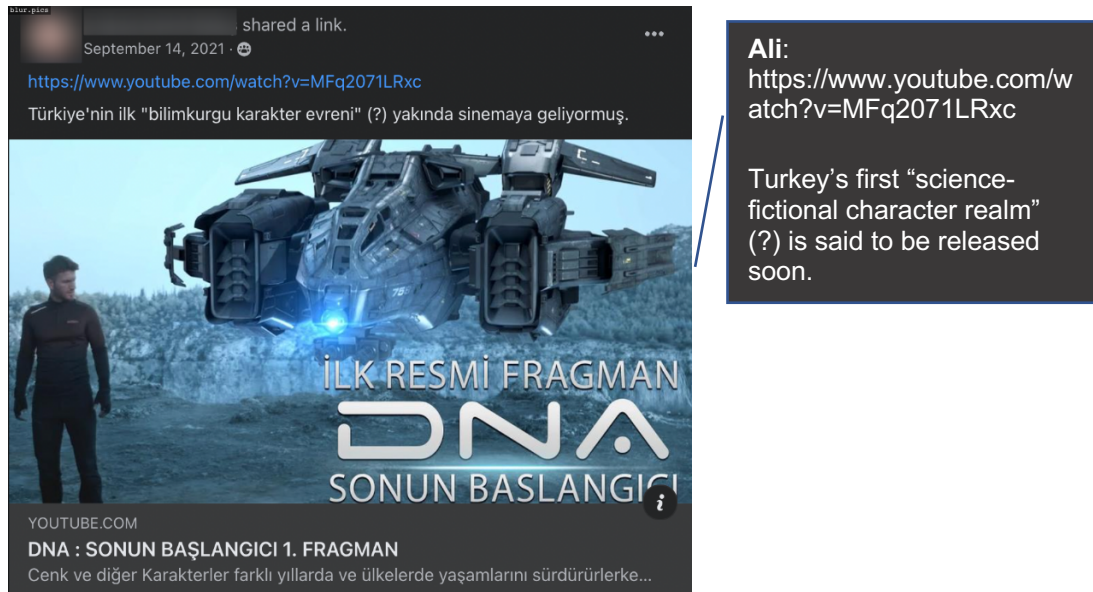 blur.pics
shared a link.
September 14, 2021 ·
https://www.youtube.com/watch?v=MFq2071LRxc
Türkiye'nin ilk "bilimkurgu karakter evreni" (?) yakında sinemaya geliyormuş.
75
İLK RESMİ FRAGMAN
DNA
SONUN BASLANGICI
YOUTUBE.COM
DNA : SONUN BAŞLANGICI 1. FRAGMAN
Cenk ve diğer Karakterler farklı yıllarda ve ülkelerde yaşamlarını sürdürürlerke...
Ali:
https://www.youtube.com/w
atch?v=MFq2071LRxc
Turkey’s first “science-
fictional character realm”
(?) is said to be released
soon.